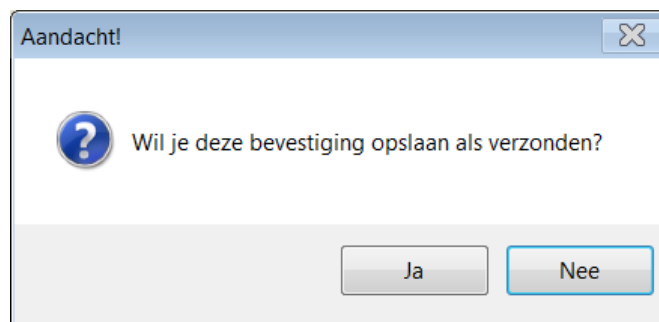 Aandacht!
Wil je deze bevestiging opslaan als verzonden?
Ja
Nee